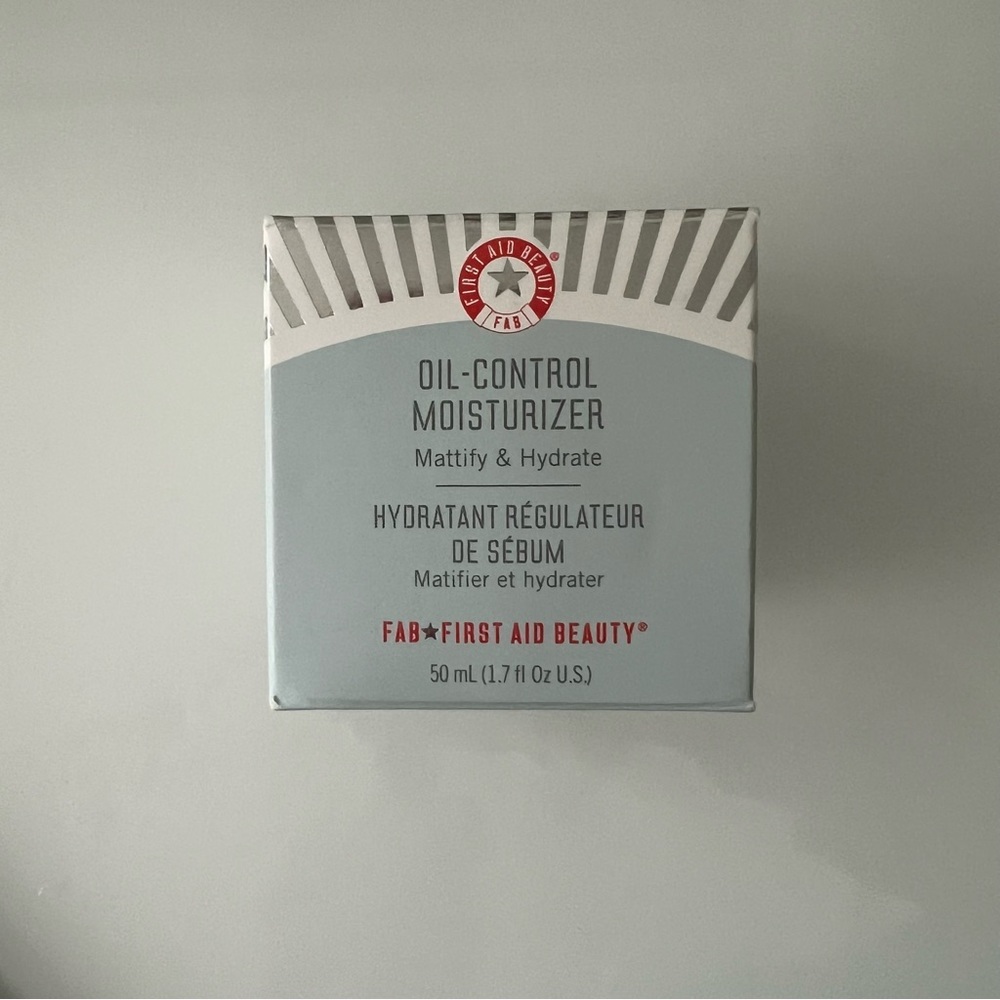 FIRST AID BEAUTY®
FAB
OIL-CONTROL
MOISTURIZER
Mattify & Hydrate
HYDRATANT RÉGULATEUR
DE SÉBUM
Matifier et hydrater
FAB★FIRST AID BEAUTY®
50 mL (1.7 fl Oz U.S.)